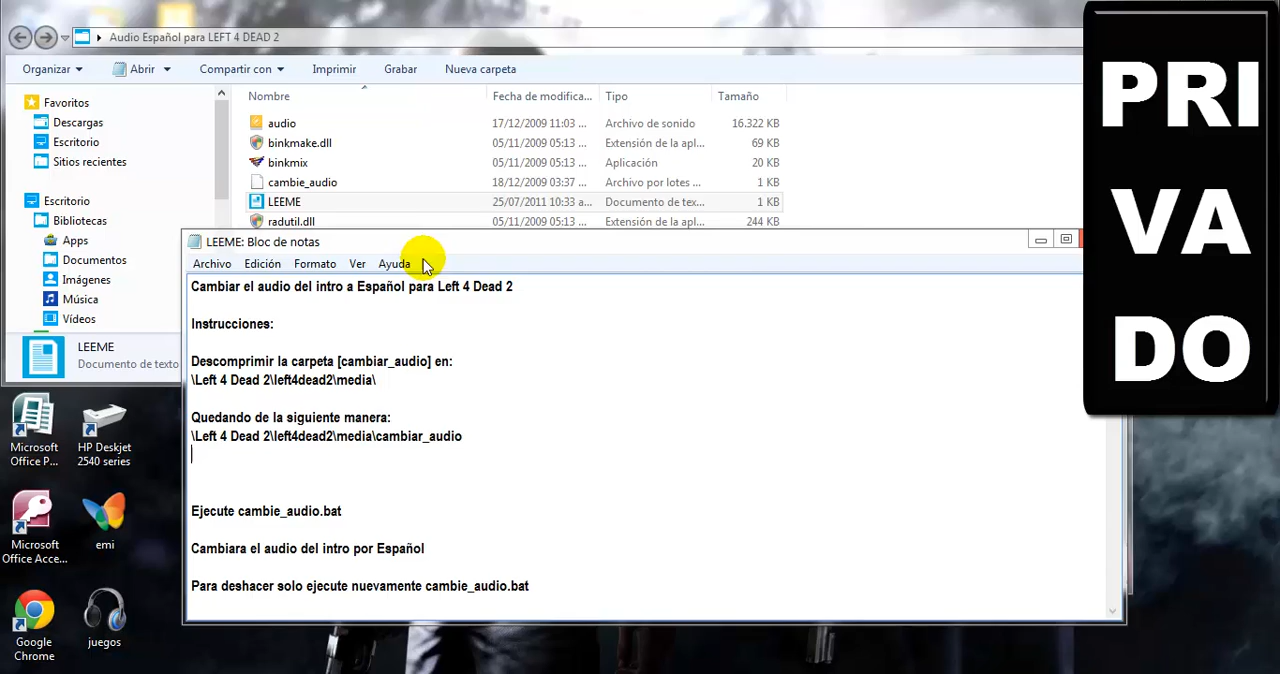 Audio Español para LEFT 4 DEAD 2
Organizar Abrir Compartir con Imprimir Grabar Nueva carpeta
Favoritos
Descargas
Escritorio
Sitios recientes
Escritorio
Bibliotecas
Apps
Documentos
Imágenes
Música
Vídeos
Nombre Fecha de modifica... Tipo Tamaño
audio 17/12/2009 11:03 ... Archivo de sonido 16.322 KB
binkmake.dll 05/11/2009 05:13 ... Extensión de la apl... 69 KB
binkmix 05/11/2009 05:13 ... Aplicación 20 KB
cambie_audio 18/12/2009 03:37 ... Archivo por lotes ... 1 KB
LEEME 25/07/2011 10:33 a... Documento de tex... 1 KB
radutil.dll 05/11/2009 05:13 ... Extensión de la apl... 244 KB
LEEME
Documento de texto
LEEME: Bloc de notas
Archivo Edición Formato Ver Ayuda
Cambiar el audio del intro a Español para Left 4 Dead 2
Instrucciones:
Descomprimir la carpeta [cambiar_audio] en:
\Left 4 Dead 2\left4dead2\media\
Quedando de la siguiente manera:
\Left 4 Dead 2\left4dead2\media\cambiar_audio
Ejecute cambie_audio.bat
Cambiara el audio del intro por Español
Para deshacer solo ejecute nuevamente cambie_audio.bat
PRI
VA
DO
Microsoft
Office P...
HP Deskjet
2540 series
Microsoft
Office Acce...
emi
Google
Chrome
juegos